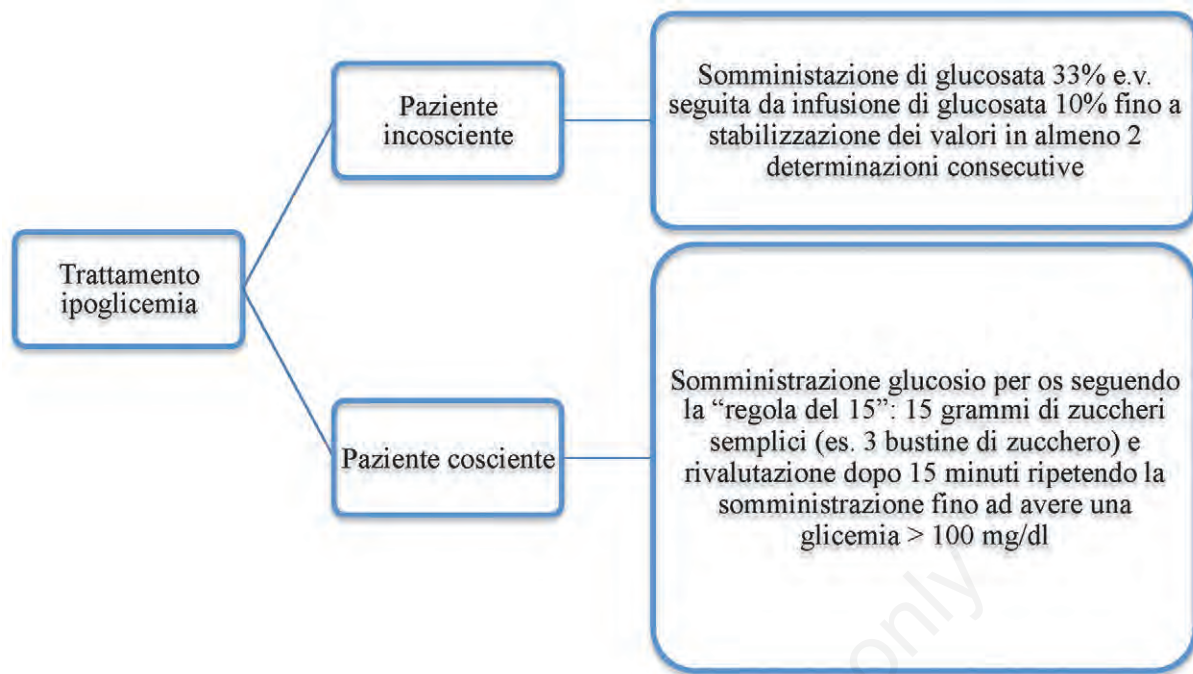 Trattamento
ipoglicemia
Paziente
incosciente
Somministazione di glucosata 33% e.v.
seguita da infusione di glucosata 10% fino a
stabilizzazione dei valori in almeno 2
determinazioni consecutive
Paziente cosciente
Somministrazione glucosio per os seguendo
la “regola del 15”: 15 grammi di zuccheri
semplici (es. 3 bustine di zucchero) e
rivalutazione dopo 15 minuti ripetendo la
somministrazione fino ad avere una
glicemia > 100 mg/dl
only